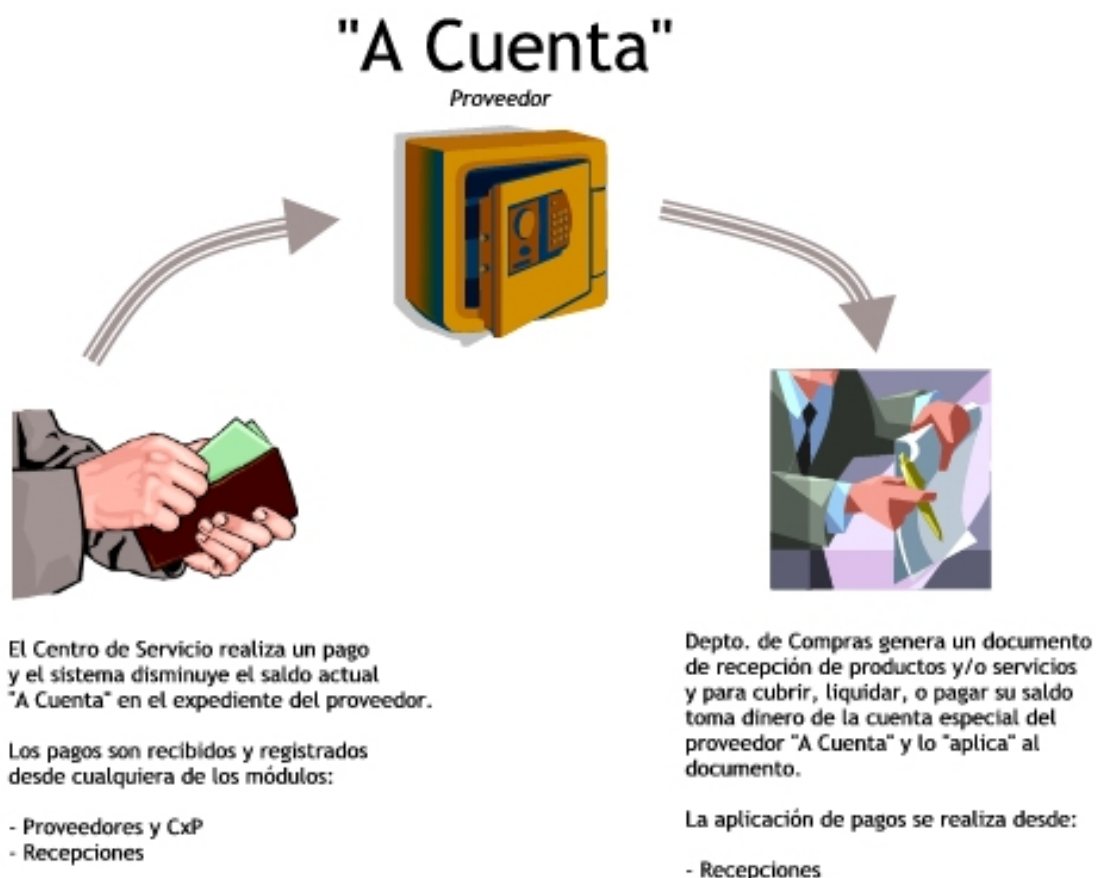 "A Cuenta"
Proveedor
El Centro de Servicio realiza un pago
y el sistema disminuye el saldo actual
"A Cuenta" en el expediente del proveedor.
Los pagos son recibidos y registrados
desde cualquiera de los módulos:
- Proveedores y CxP
- Recepciones
Depto. de Compras genera un documento
de recepción de productos y/o servicios
y para cubrir, liquidar, o pagar su saldo
toma dinero de la cuenta especial del
proveedor "A Cuenta" y lo "aplica" al
documento.
La aplicación de pagos se realiza desde:
- Recepciones